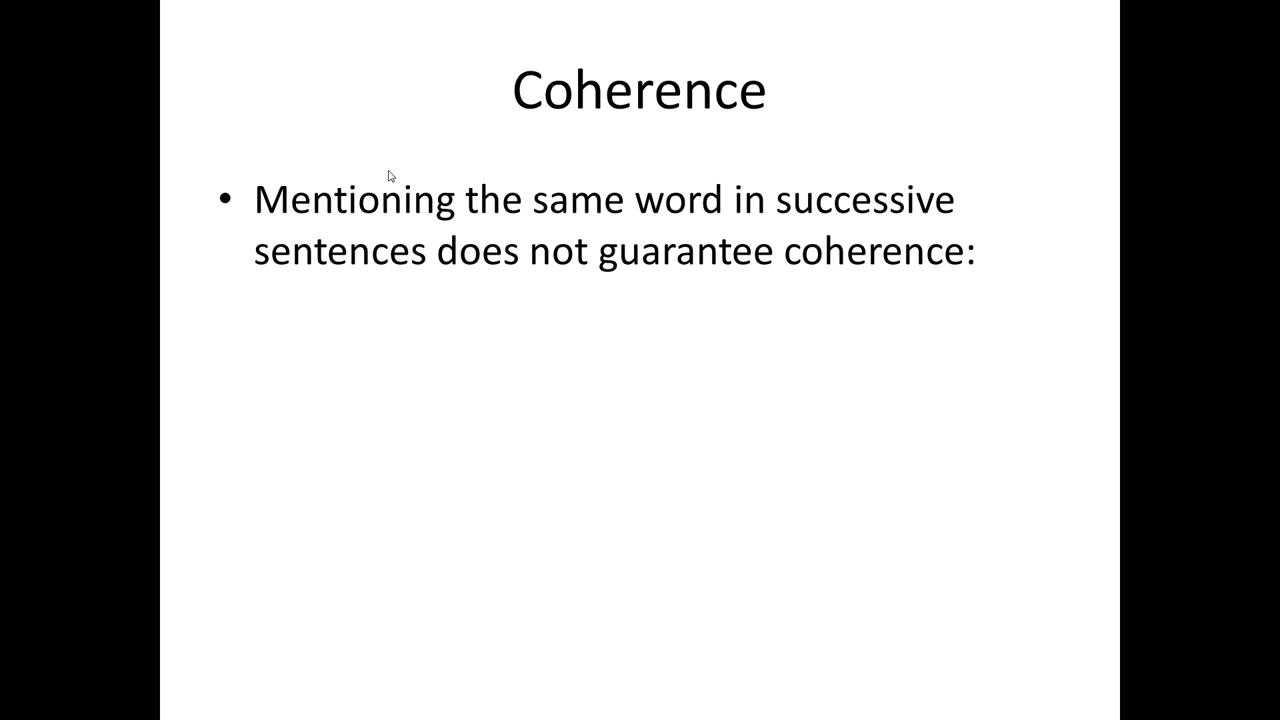 Coherence
• Mentioning the same word in successive
sentences does not guarantee coherence: